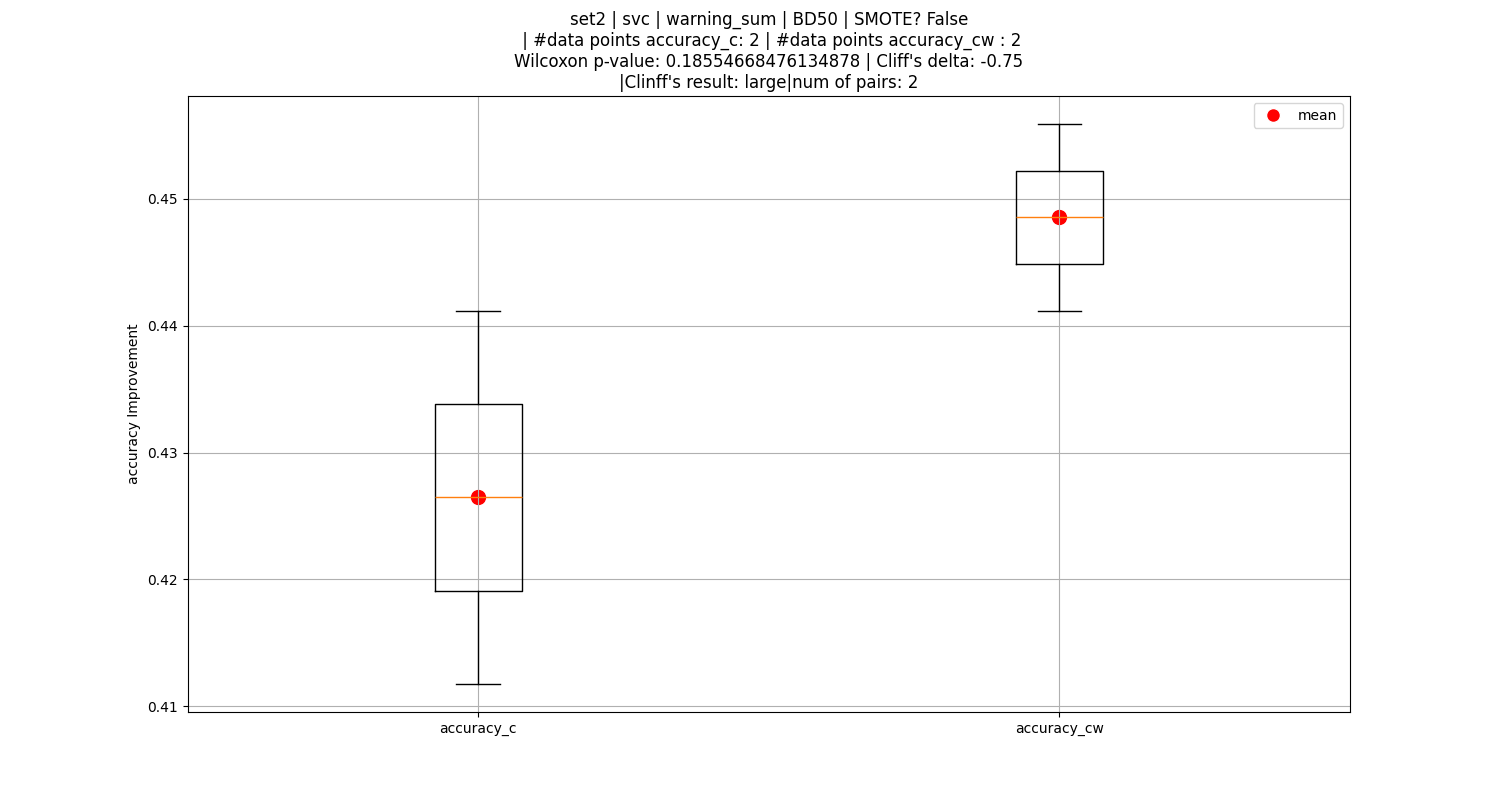 set2 | svc | warning_sum | BD50 | SMOTE? False
| #data points accuracy_c: 2 | #data points accuracy_cw : 2
Wilcoxon p-value: 0.18554668476134878 | Cliff's delta: -0.75
|Clinff's result: large|num of pairs: 2
mean
accuracy Improvement
0.45
0.44
0.43
0.42
0.41
accuracy_c
accuracy_cw